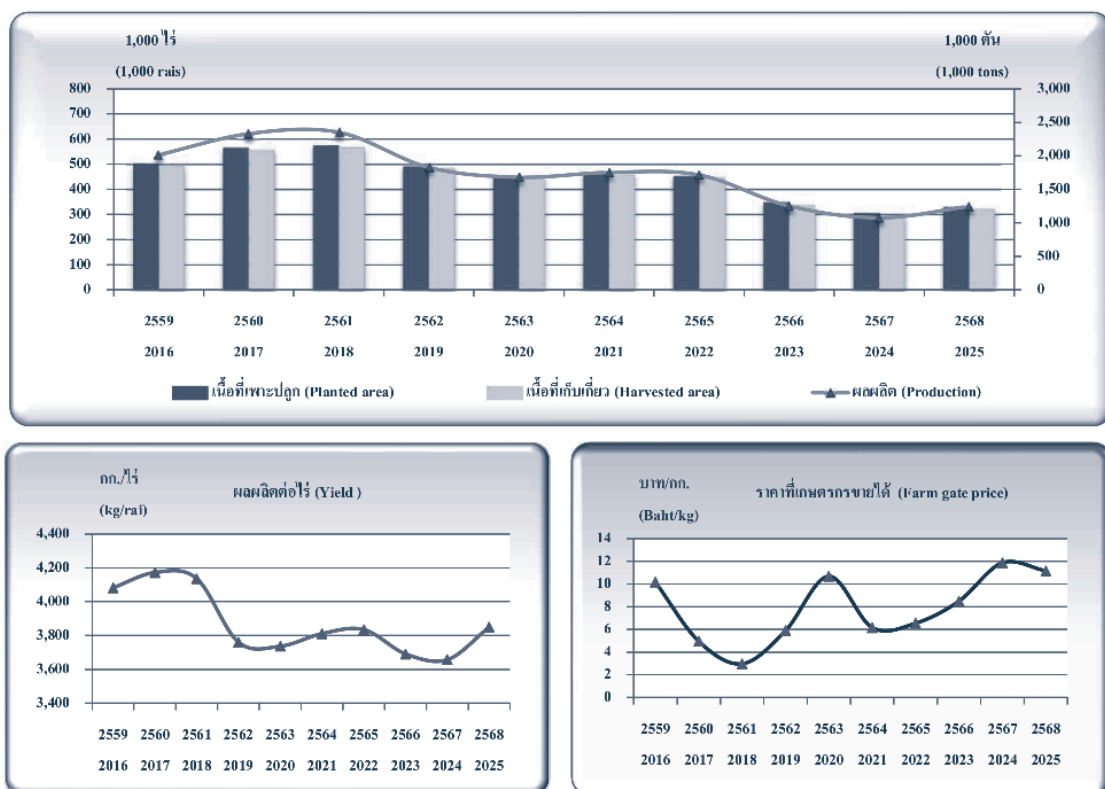 1,000 ไร่
(1,000 rais)
1,000 ตัน
(1,000 tons)
800
700
600
500
400
300
200
100
0
3,000
2,500
2,000
1,500
1,000
500
0
2559 2560 2561 2562 2563 2564 2565 2566 2567 2568
2016 2017 2018 2019 2020 2021 2022 2023 2024 2025
เนื้อที่เพาะปลูก (Planted area) เนื้อที่เก็บเกี่ยว (Harvested area) ผลผลิต (Production)
กก./ไร่
(kg/rai)
ผลผลิตต่อไร่ (Yield )
4,400
4,200
4,000
3,800
3,600
3,400
2559 2560 2561 2562 2563 2564 2565 2566 2567 2568
2016 2017 2018 2019 2020 2021 2022 2023 2024 2025
บาท/กก.
(Baht/kg)
ราคาที่เกษตรกรขายได้ (Farm gate price)
14
12
10
8
6
4
2
0
2559 2560 2561 2562 2563 2564 2565 2566 2567 2568
2016 2017 2018 2019 2020 2021 2022 2023 2024 2025